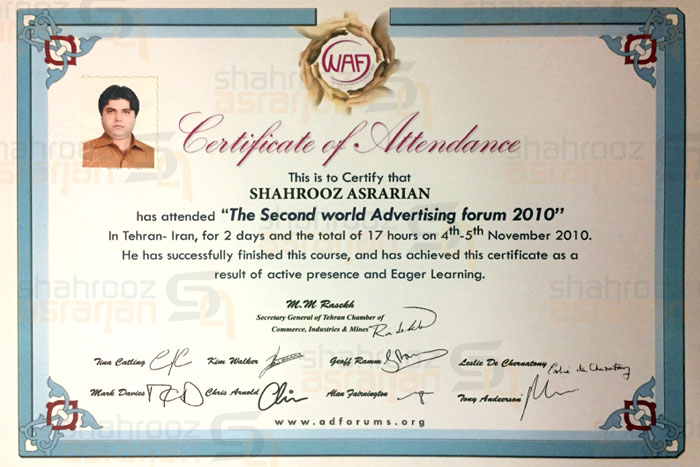 WAF
Certificate of Attendance
This is to Certify that
SHAHROOZ ASRARIAN
has attended "The Second world Advertising forum 2010"
In Tehran- Iran, for 2 days and the total of 17 hours on 4th-5th November 2010.
He has successfully finished this course, and has achieved this certificate as a
result of active presence and Eager Learning.
M.M Rasekh
Secretary General of Tehran Chamber of
Commerce, Industries & Mines Rasekh
Tina Catling Kim Walker Geoff Ramm Leslie De Chernatony
Mark Davies Chris Arnold Alan Fairnington Tony Andeerson
www.adforums.org
shahrooz
asrarian